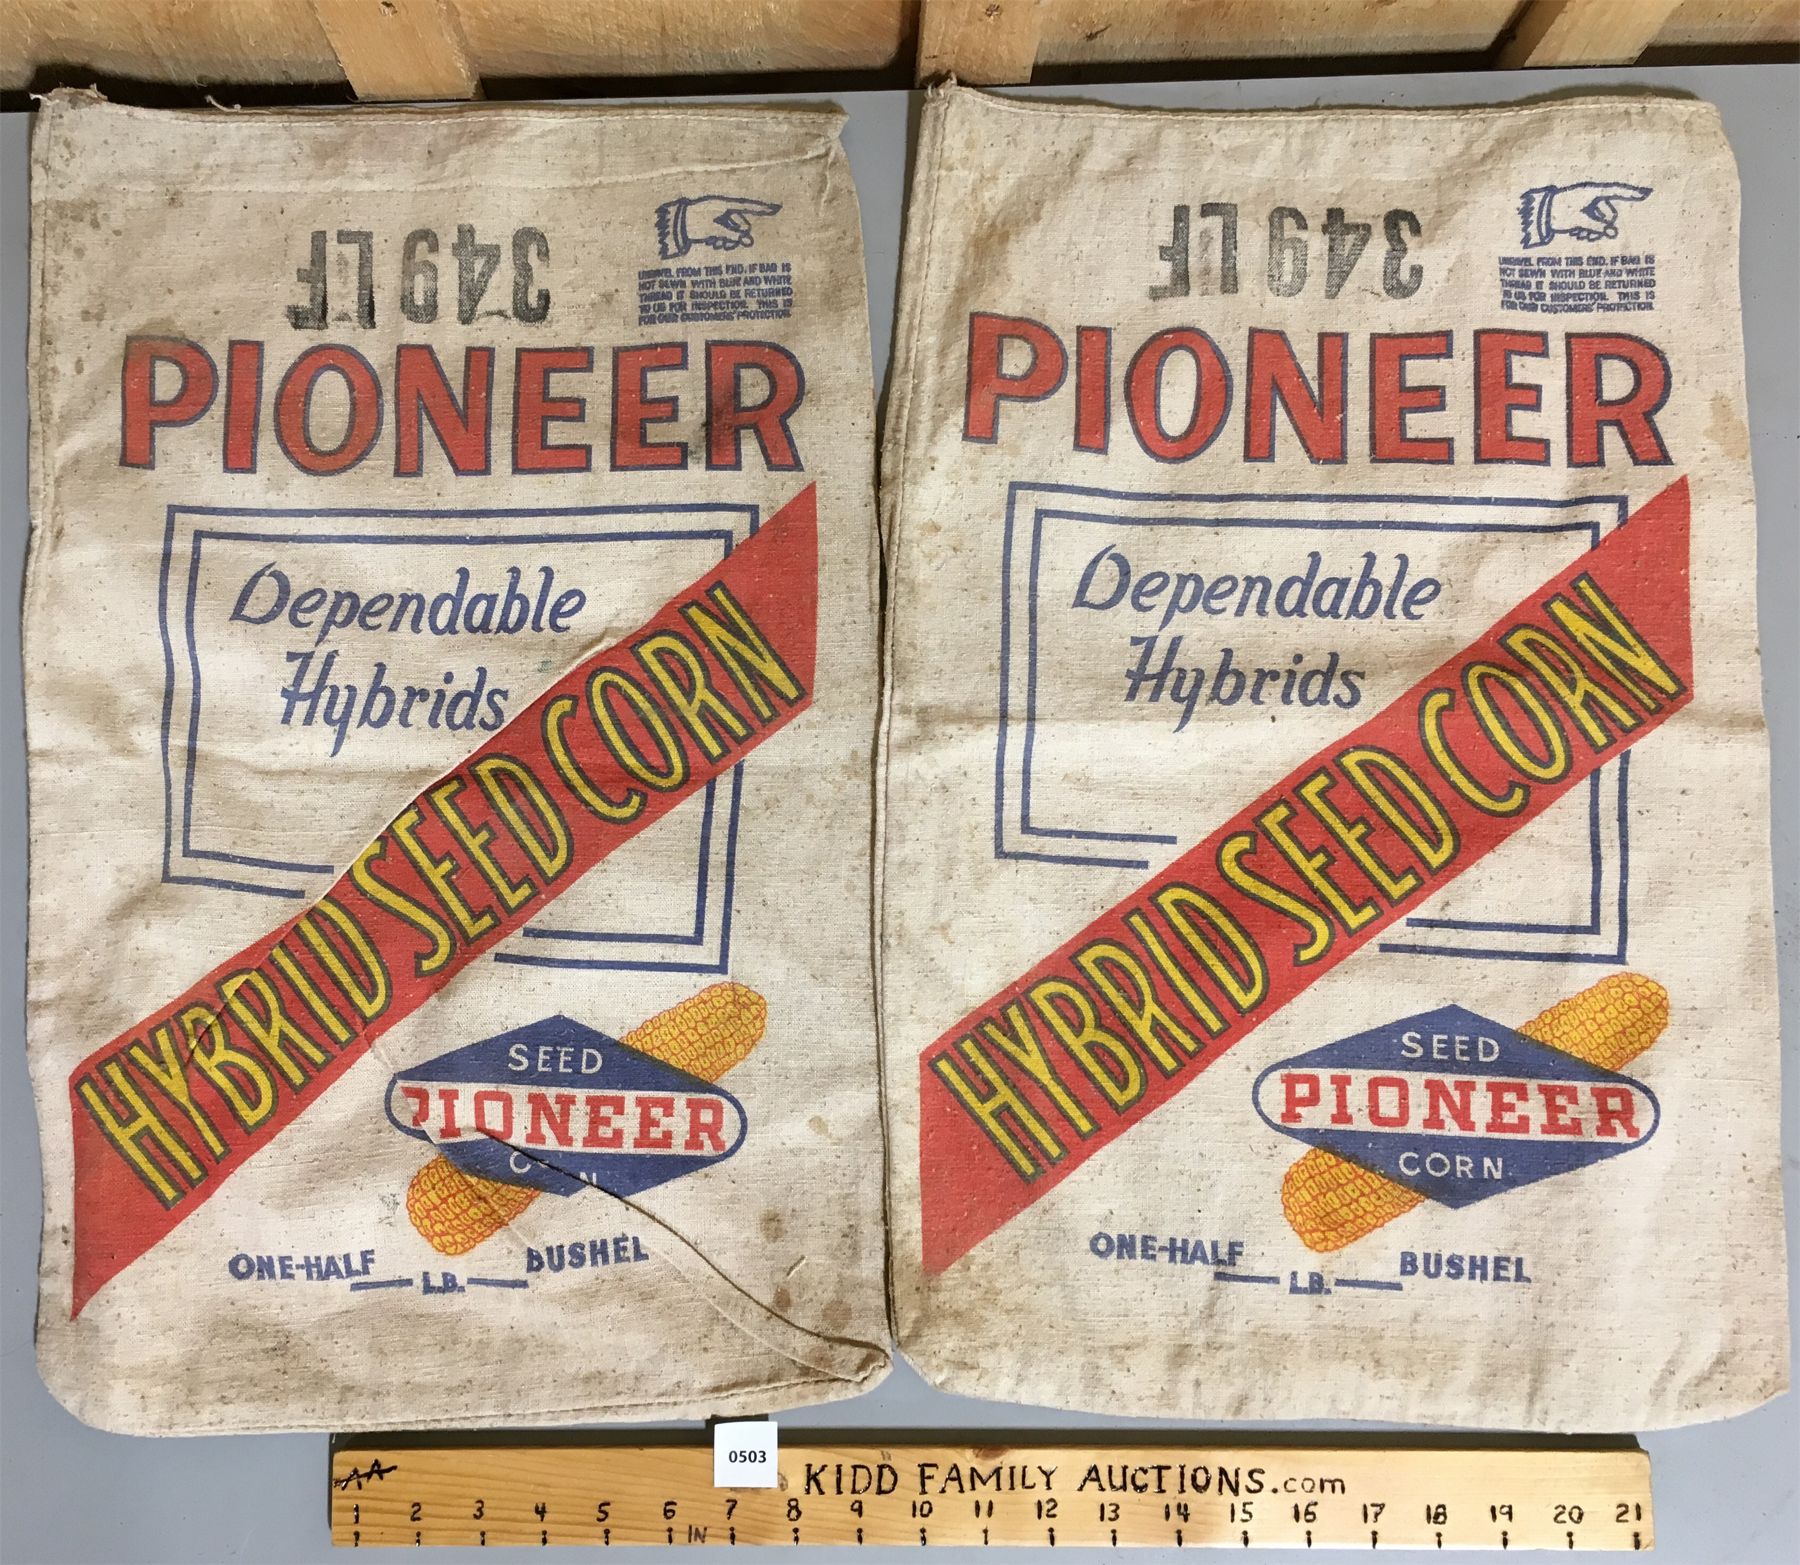 349 LF
UNRAVEL FROM THIS END. IF BAG IS
NOT SEWN WITH BLUE AND WHITE
THREAD IT SHOULD BE RETURNED
TO US FOR INSPECTION. THIS IS
FOR OUR CUSTOMERS' PROTECTION.
PIONEER
Dependable
Hybrids
HYBRID SEED CORN
SEED
PIONEER
CORN
ONE-HALF L.B. BUSHEL
349 LF
UNRAVEL FROM THIS END. IF BAG IS
NOT SEWN WITH BLUE AND WHITE
THREAD IT SHOULD BE RETURNED
TO US FOR INSPECTION. THIS IS
FOR OUR CUSTOMERS' PROTECTION.
PIONEER
Dependable
Hybrids
HYBRID SEED CORN
SEED
PIONEER
CORN
ONE-HALF L.B. BUSHEL
0503
AA KIDD FAMILY AUCTIONS.com
1 2 3 4 5 6 7 8 9 10 11 12 13 14 15 16 17 18 19 20 21
IN